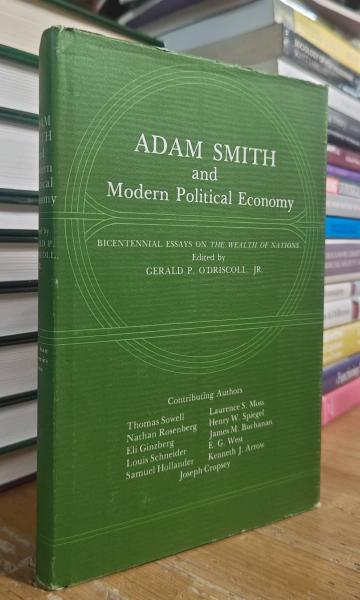 ADAM SMITH
and
Modern Political Economy
BICENTENNIAL ESSAYS ON THE WEALTH OF NATIONS
Edited by
GERALD P. O'DRISCOLL, JR.
Contributing Authors
Thomas Sowell
Nathan Rosenberg
Eli Ginzberg
Louis Schneider
Samuel Hollander
Laurence S. Moss
Henry W. Spiegel
James M. Buchanan
E. G. West
Kenneth J. Arrow
Joseph Cropsey